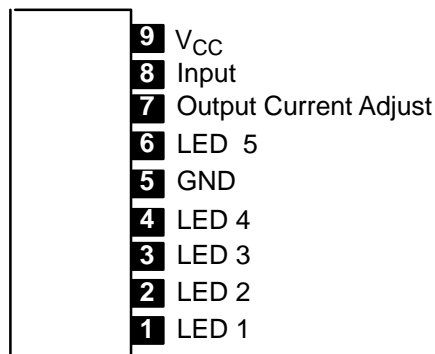 9 VCC
8 Input
7 Output Current Adjust
6 LED 5
5 GND
4 LED 4
3 LED 3
2 LED 2
1 LED 1